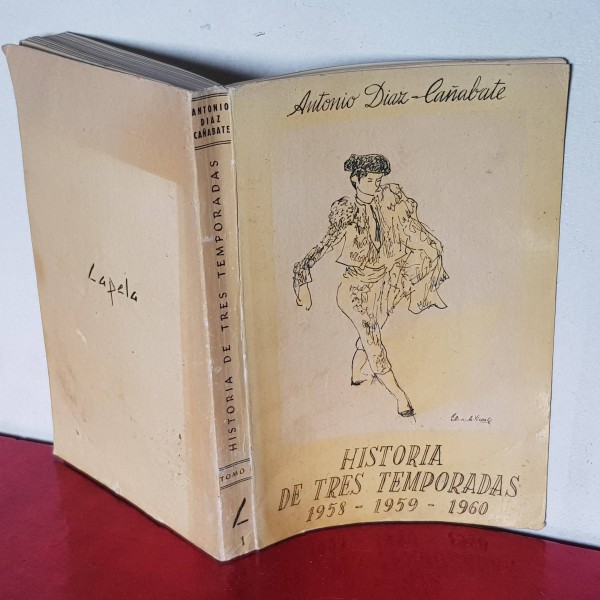 Lapela
ANTONIO
DIAZ
CAÑABATE
HISTORIA DE TRES TEMPORADAS
TOMO
L
1
Antonio Diaz-Cañabate
HISTORIA
DE TRES TEMPORADAS
1958 - 1959 - 1960